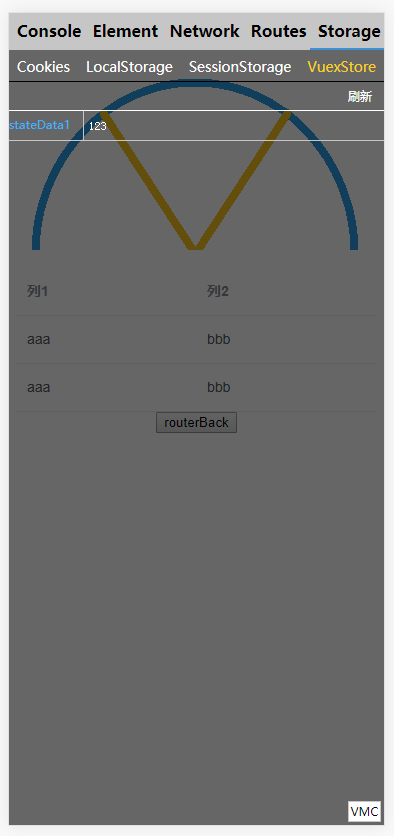 Console Element Network Routes Storage
Cookies LocalStorage SessionStorage VuexStore
刷新
stateData1 123
列1 列2
aaa bbb
aaa bbb
routerBack
VMC